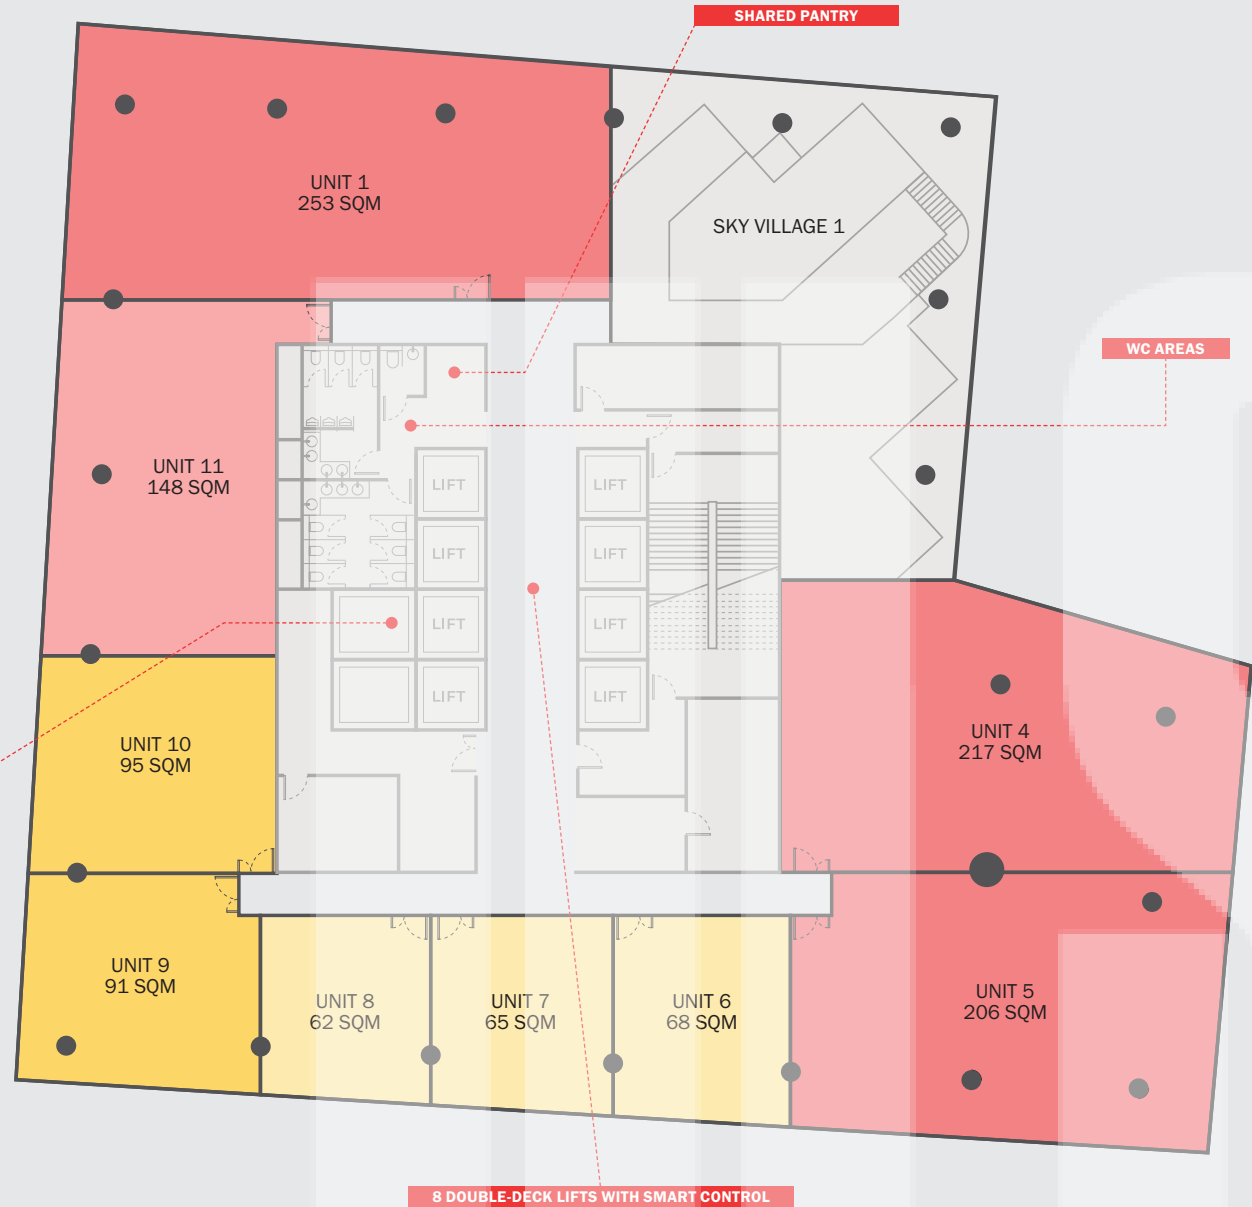 SHARED PANTRY
UNIT 1
253 SQM
SKY VILLAGE 1
WC AREAS
UNIT 11
148 SQM
LIFT
LIFT
LIFT
LIFT
LIFT
LIFT
LIFT
LIFT
UNIT 10
95 SQM
UNIT 4
217 SQM
UNIT 9
91 SQM
UNIT 8
62 SQM
UNIT 7
65 SQM
UNIT 6
68 SQM
UNIT 5
206 SQM
8 DOUBLE-DECK LIFTS WITH SMART CONTROL